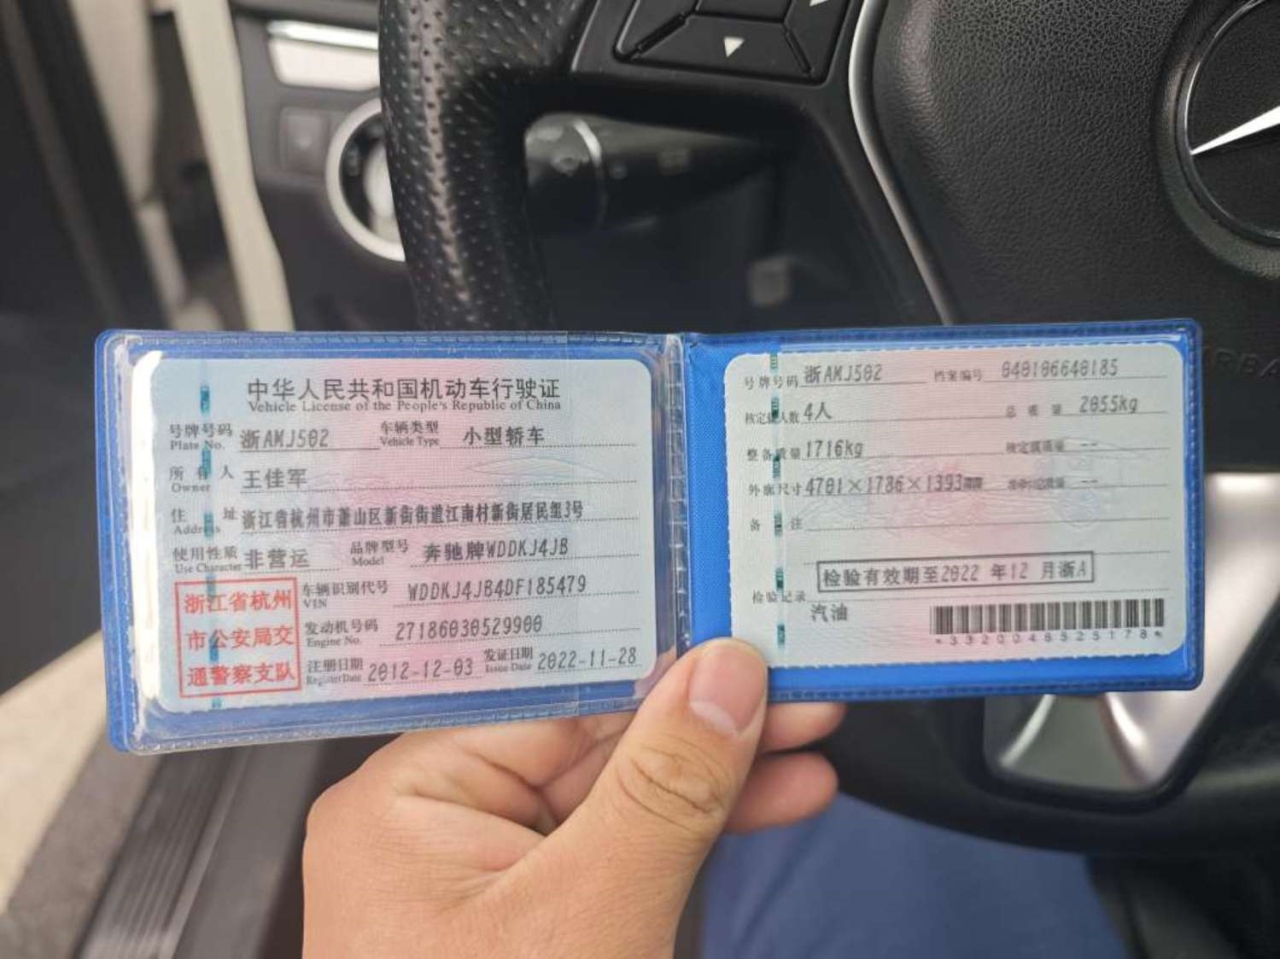 中华人民共和国机动车行驶证
Vehicle License of the People's Republic of China
号牌号码 浙AMJ502 车辆类型 小型轿车
Plate No. Vehicle Type
所有人 王佳军
Owner
住址 浙江省杭州市萧山区新街街道江南村新街居民组3号
Address
使用性质 非营运 品牌型号 奔驰牌WDDKJ4JB
Use Character Model
浙江省杭州
市公安局交
通警察支队
车辆识别代号 WDDKJ4JB4DF185479
VIN
发动机号码 27186030529900
Engine No.
注册日期 2012-12-03 发证日期 2022-11-28
Register Date Issue Date
号牌号码 浙AMJ502 档案编号 040106640185
核定载人数 4人 总质量 2055kg
整备质量 1716kg 核定载质量 --
外廓尺寸 4701×1786×1393 --
备注
检验有效期至2022年12月浙A
检验记录
汽油
*3320048525178*